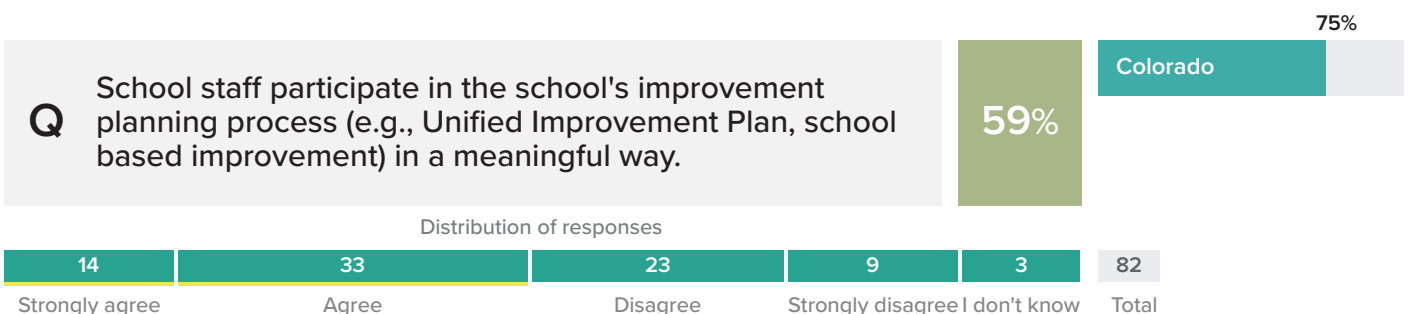 75%
Q
School staff participate in the school's improvement
planning process (e.g., Unified Improvement Plan, school
based improvement) in a meaningful way.
59%
Colorado
Distribution of responses
14 33 23 9 3 82
Strongly agree Agree Disagree Strongly disagree I don't know Total